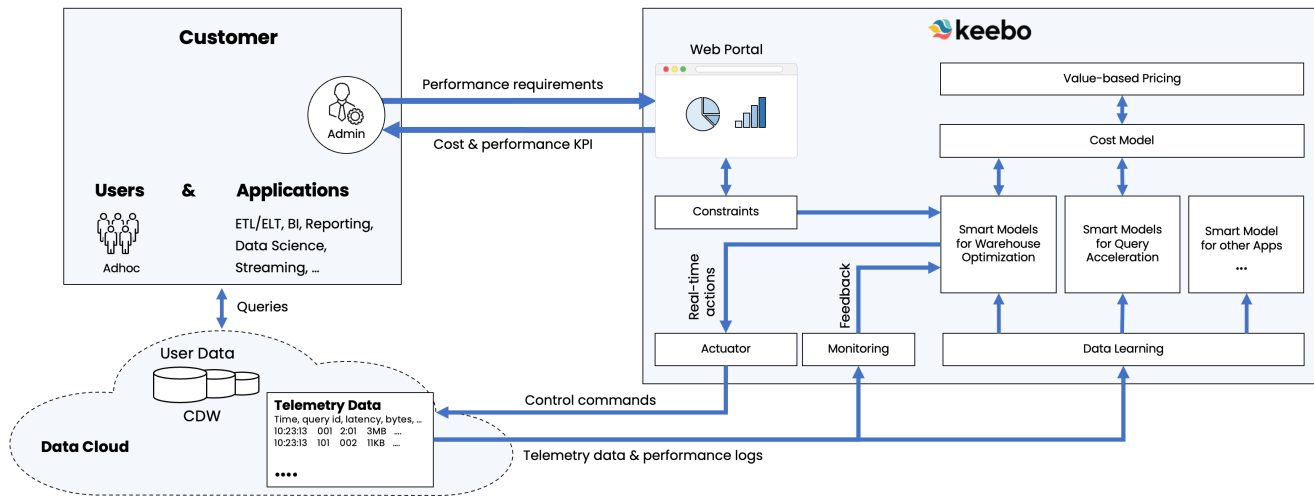 Customer
Admin
Users & Applications
Adhoc
ETL/ELT, BI, Reporting,
Data Science,
Streaming, ...
Performance requirements
Cost & performance KPI
Queries
keebo
Web Portal
Value-based Pricing
Cost Model
Constraints
Smart Models
for Warehouse
Optimization
Smart Models
for Query
Acceleration
Smart Model
for other Apps
...
Real-time
actions
Feedback
Actuator
Monitoring
Data Learning
User Data
CDW
Data Cloud
Telemetry Data
Time, query id, latency, bytes, ...
10:23:13 001 2:01 3MB ....
10:23:13 101 002 11KB ....
....
Control commands
Telemetry data & performance logs